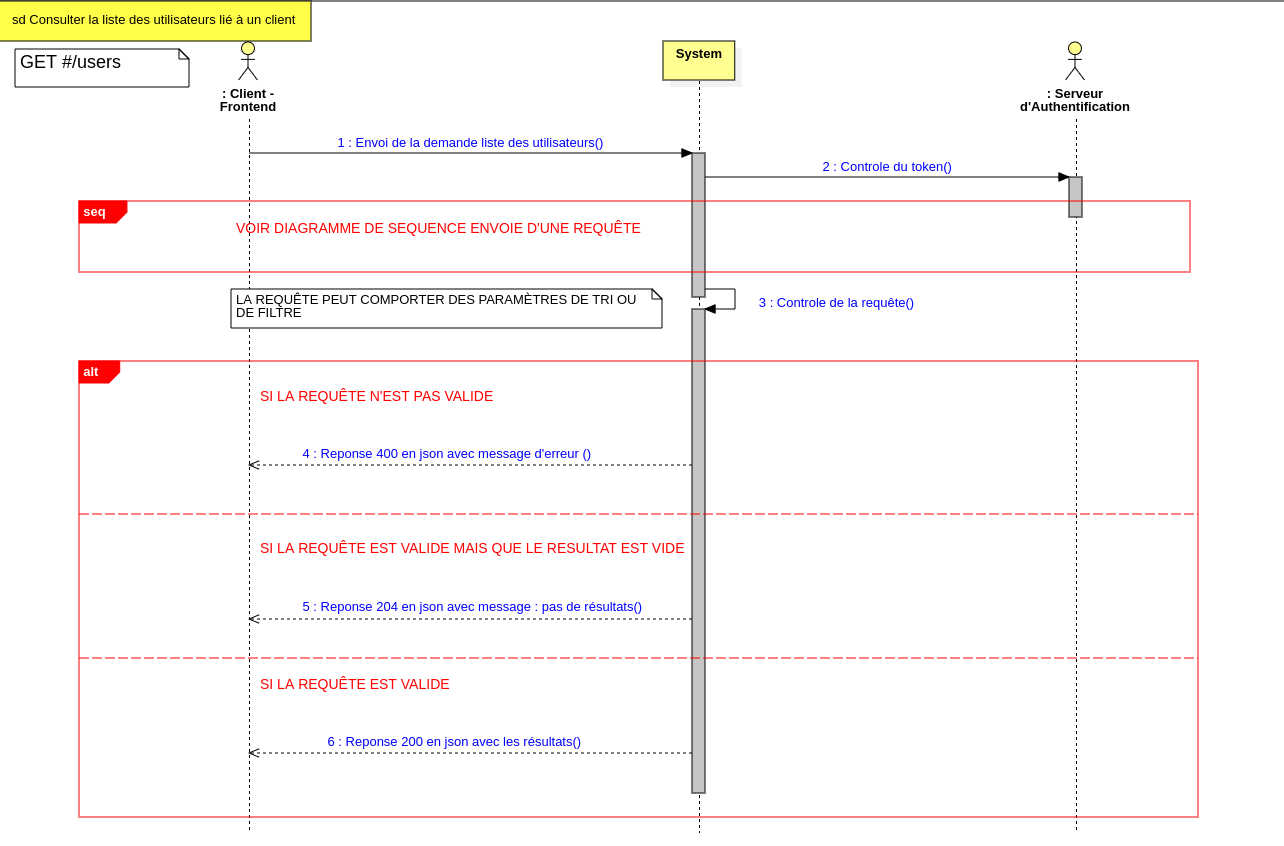 sd Consulter la liste des utilisateurs lié à un client
GET #/users
: Client -
Frontend
System
: Serveur
d'Authentification
1 : Envoi de la demande liste des utilisateurs()
2 : Controle du token()
seq
VOIR DIAGRAMME DE SEQUENCE ENVOIE D'UNE REQUÊTE
LA REQUÊTE PEUT COMPORTER DES PARAMÈTRES DE TRI OU
DE FILTRE
3 : Controle de la requête()
alt
SI LA REQUÊTE N'EST PAS VALIDE
4 : Reponse 400 en json avec message d'erreur ()
SI LA REQUÊTE EST VALIDE MAIS QUE LE RESULTAT EST VIDE
5 : Reponse 204 en json avec message : pas de résultats()
SI LA REQUÊTE EST VALIDE
6 : Reponse 200 en json avec les résultats()